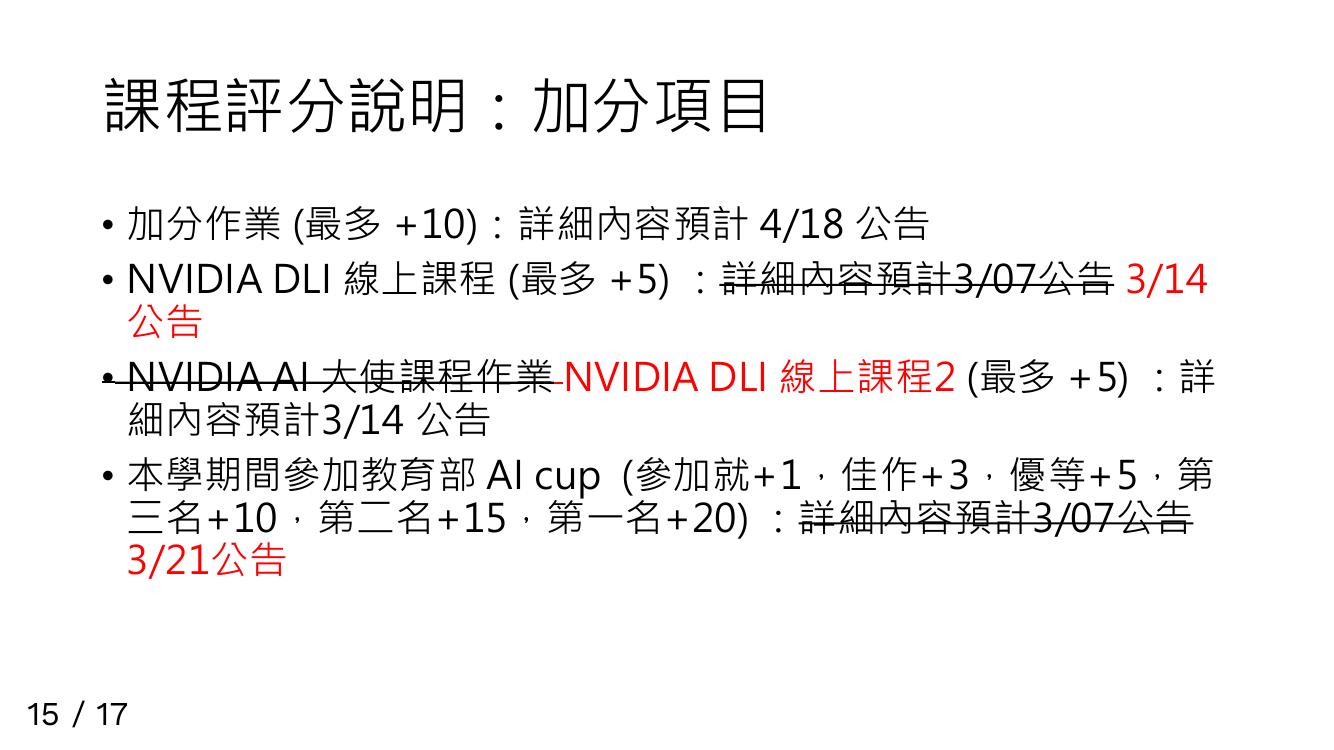 課程評分說明：加分項目
• 加分作業 (最多 +10)：詳細內容預計 4/18 公告
• NVIDIA DLI 線上課程 (最多 +5) ：詳細內容預計3/07公告 3/14
公告
• NVIDIA AI 大使課程作業 NVIDIA DLI 線上課程2 (最多 +5) ：詳
細內容預計3/14 公告
• 本學期間參加教育部 AI cup (參加就+1，佳作+3，優等+5，第
三名+10，第二名+15，第一名+20) ：詳細內容預計3/07公告
3/21公告
15 / 17